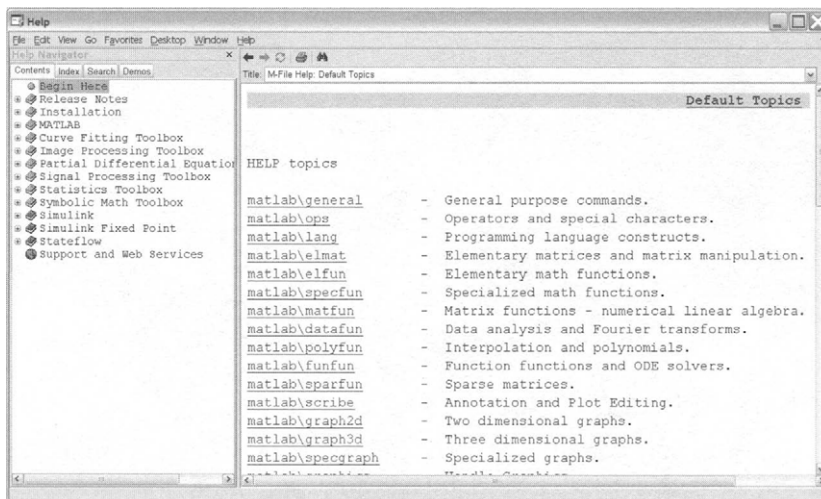 Help
File Edit View Go Favorites Desktop Window Help
Help Navigator
Contents Index Search Demos
Begin Here
Release Notes
Installation
MATLAB
Curve Fitting Toolbox
Image Processing Toolbox
Partial Differential Equation
Signal Processing Toolbox
Statistics Toolbox
Symbolic Math Toolbox
Simulink
Simulink Fixed Point
Stateflow
Support and Web Services
Title: M-File Help: Default Topics
Default Topics
HELP topics
matlab\general - General purpose commands.
matlab\ops - Operators and special characters.
matlab\lang - Programming language constructs.
matlab\elmat - Elementary matrices and matrix manipulation.
matlab\elfun - Elementary math functions.
matlab\specfun - Specialized math functions.
matlab\matfun - Matrix functions - numerical linear algebra.
matlab\datafun - Data analysis and Fourier transforms.
matlab\polyfun - Interpolation and polynomials.
matlab\funfun - Function functions and ODE solvers.
matlab\sparfun - Sparse matrices.
matlab\scribe - Annotation and Plot Editing.
matlab\graph2d - Two dimensional graphs.
matlab\graph3d - Three dimensional graphs.
matlab\specgraph - Specialized graphs.